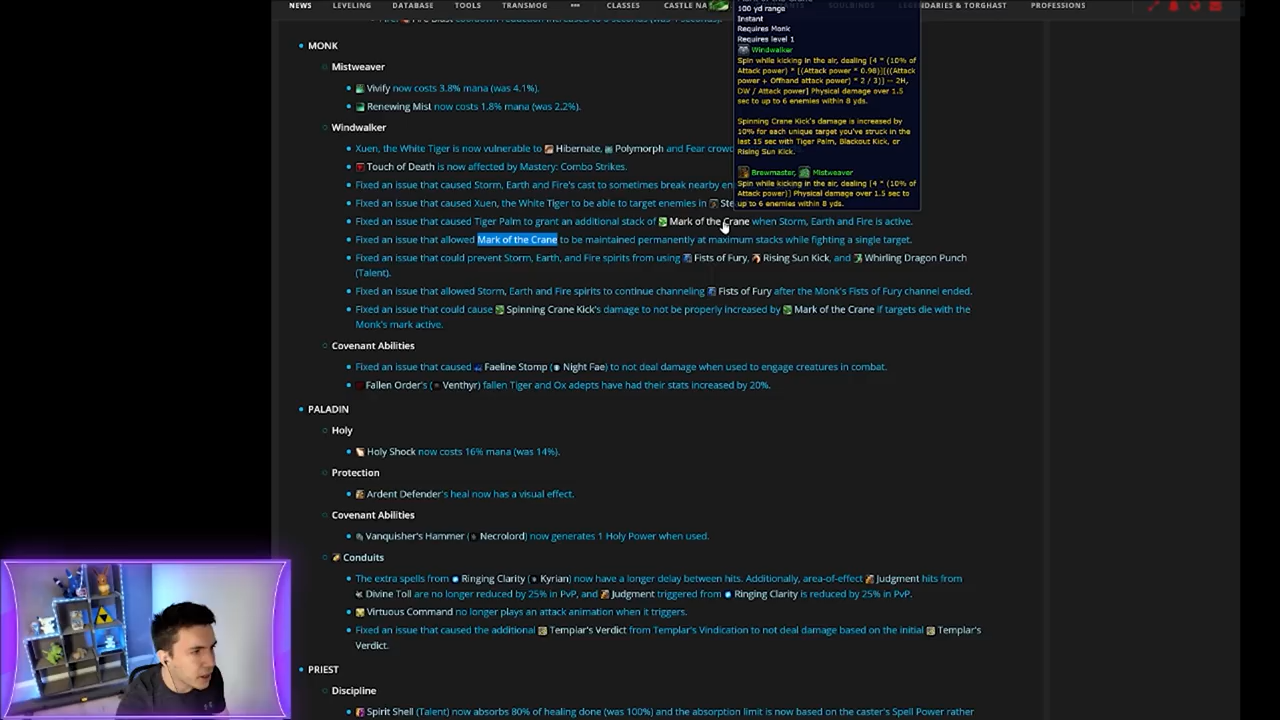 NEWS LEVELING DATABASE TOOLS TRANSMOG ••• CLASSES CASTLE NA SOULBINDS LEGENDARIES & TORGHAST PROFESSIONS
MONK
Mistweaver
Vivify now costs 3.8% mana (was 4.1%).
Renewing Mist now costs 1.8% mana (was 2.2%).
Windwalker
Xuen, the White Tiger is now vulnerable to Hibernate, Polymorph and Fear crow
Touch of Death is now affected by Mastery: Combo Strikes.
Fixed an issue that caused Storm, Earth and Fire's cast to sometimes break nearby en
Fixed an issue that caused Xuen, the White Tiger to be able to target enemies in Ste
Fixed an issue that caused Tiger Palm to grant an additional stack of Mark of the Crane when Storm, Earth and Fire is active.
Fixed an issue that allowed Mark of the Crane to be maintained permanently at maximum stacks while fighting a single target.
Fixed an issue that could prevent Storm, Earth, and Fire spirits from using Fists of Fury, Rising Sun Kick, and Whirling Dragon Punch
(Talent).
Fixed an issue that allowed Storm, Earth and Fire spirits to continue channeling Fists of Fury after the Monk's Fists of Fury channel ended.
Fixed an issue that could cause Spinning Crane Kick's damage to not be properly increased by Mark of the Crane if targets die with the
Monk's mark active.
Covenant Abilities
Fixed an issue that caused Faeline Stomp (Night Fae) to not deal damage when used to engage creatures in combat.
Fallen Order's (Venthyr) fallen Tiger and Ox adepts have had their stats increased by 20%.
PALADIN
Holy
Holy Shock now costs 16% mana (was 14%).
Protection
Ardent Defender's heal now has a visual effect.
Covenant Abilities
Vanquisher's Hammer (Necrolord) now generates 1 Holy Power when used.
Conduits
The extra spells from Ringing Clarity (Kyrian) now have a longer delay between hits. Additionally, area-of-effect Judgment hits from
Divine Toll are no longer reduced by 25% in PvP, and Judgment triggered from Ringing Clarity is reduced by 25% in PvP.
Virtuous Command no longer plays an attack animation when it triggers.
Fixed an issue that caused the additional Templar's Verdict from Templar's Vindication to not deal damage based on the initial Templar's
Verdict.
PRIEST
Discipline
Spirit Shell (Talent) now absorbs 80% of healing done (was 100%) and the absorption limit is now based on the caster's Spell Power rather
100 yd range
Instant
Requires Monk
Requires level 1
Windwalker
Spin while kicking in the air, dealing [4 * (10% of
Attack power) * [(Attack power * 0.98)][((Attack
power + Offhand attack power) * 2 / 3)] -- 2H,
DW / Attack power] Physical damage over 1.5
sec to up to 6 enemies within 8 yds.
Spinning Crane Kick's damage is increased by
10% for each unique target you've struck in the
last 15 sec with Tiger Palm, Blackout Kick, or
Rising Sun Kick.
Brewmaster, Mistweaver
Spin while kicking in the air, dealing [4 * (10% of
Attack power)] Physical damage over 1.5 sec to
up to 6 enemies within 8 yds.